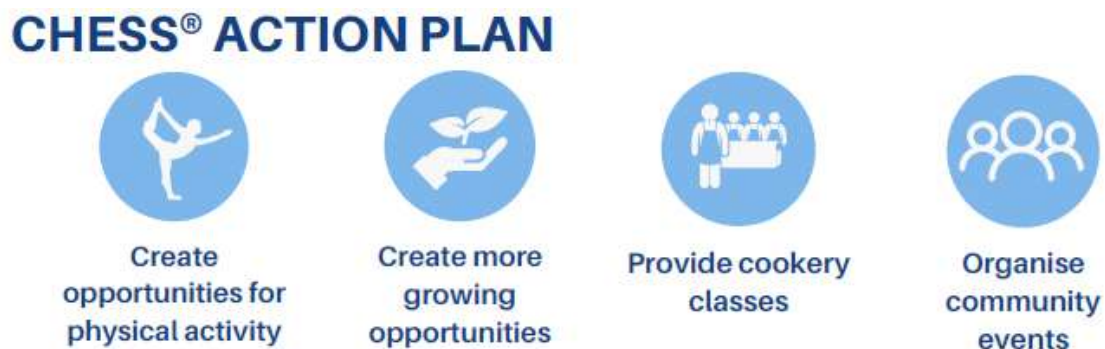 CHESS® ACTION PLAN
Create
opportunities for
physical activity
Create more
growing
opportunities
Provide cookery
classes
Organise
community
events